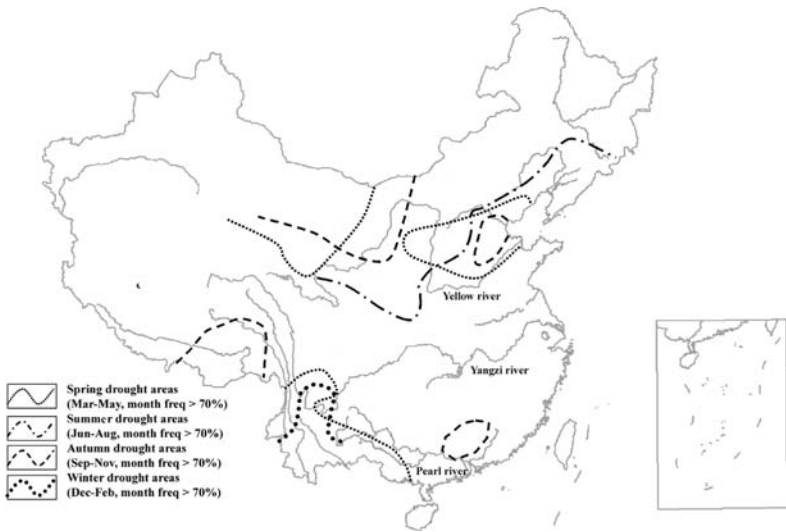 Yellow river
Yangzi river
Pearl river
Spring drought areas
(Mar-May, month freq > 70%)
Summer drought areas
(Jun-Aug, month freq > 70%)
Autumn drought areas
(Sep-Nov, month freq > 70%)
Winter drought areas
(Dec-Feb, month freq > 70%)